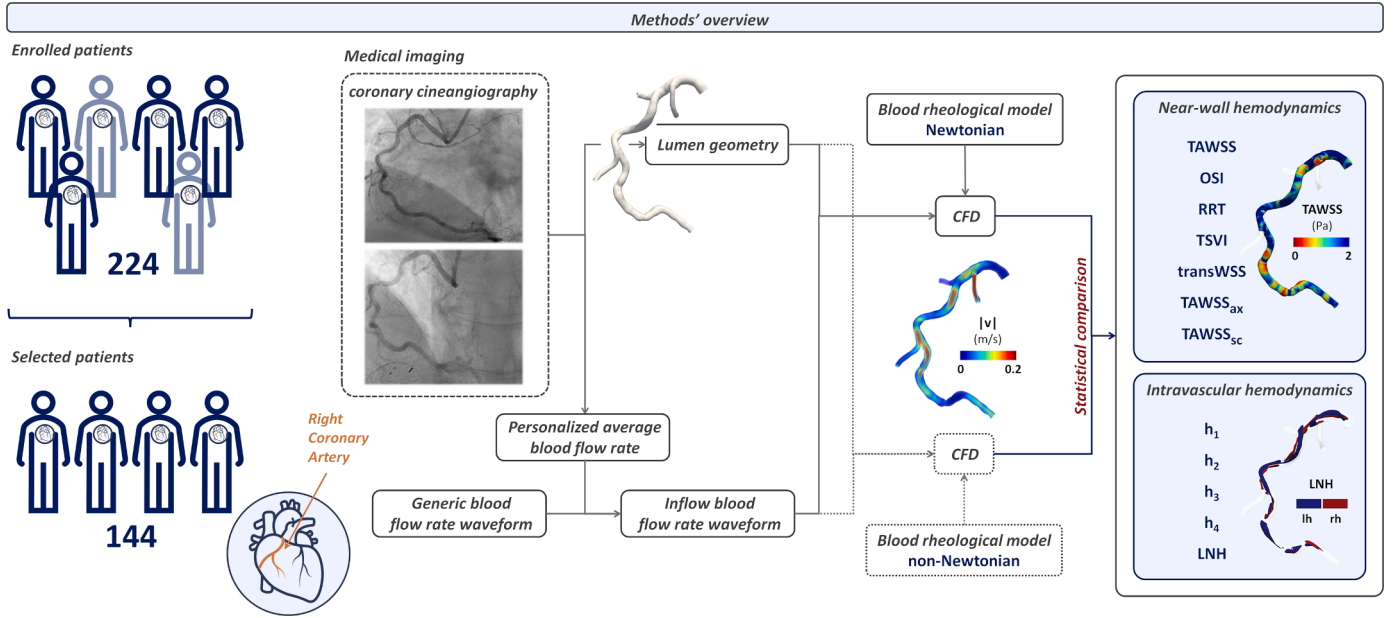 Methods' overview
Enrolled patients
224
Selected patients
144
Right
Coronary
Artery
Medical imaging
coronary cineangiography
Lumen geometry
Personalized average
blood flow rate
Generic blood
flow rate waveform
Inflow blood
flow rate waveform
Blood rheological model
Newtonian
CFD
|v|
(m/s)
0 0.2
CFD
Blood rheological model
non-Newtonian
Statistical comparison
Near-wall hemodynamics
TAWSS
OSI
RRT
TSVI
transWSS
TAWSSax
TAWSSsc
TAWSS
(Pa)
0 2
Intravascular hemodynamics
h1
h2
h3
h4
LNH
LNH
lh rh